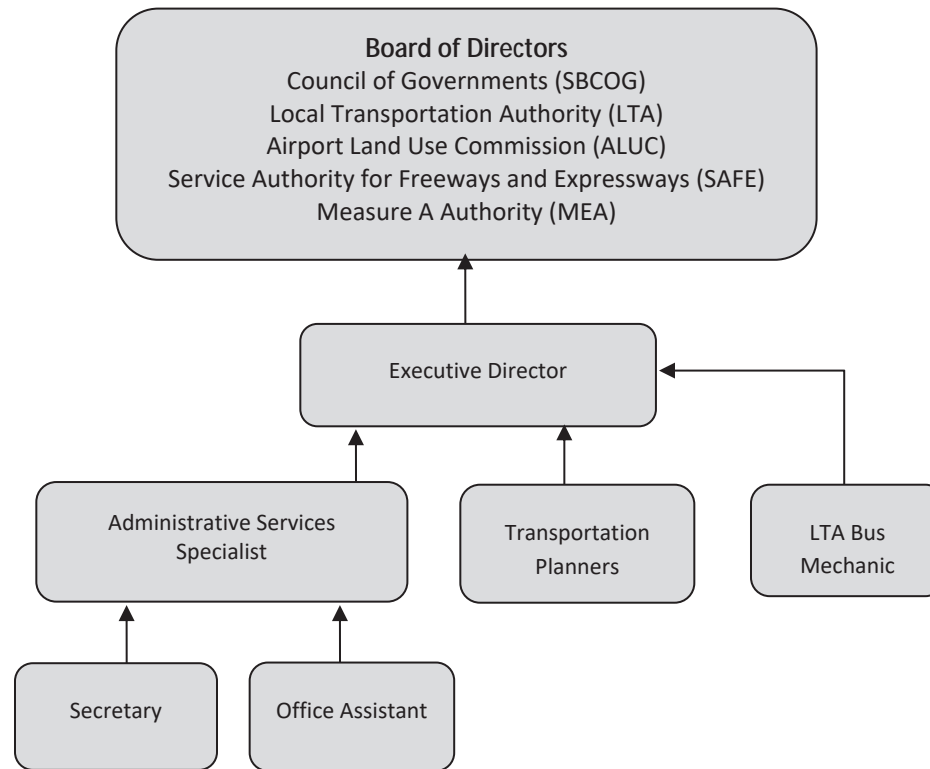 Board of Directors
Council of Governments (SBCOG)
Local Transportation Authority (LTA)
Airport Land Use Commission (ALUC)
Service Authority for Freeways and Expressways (SAFE)
Measure A Authority (MEA)
Executive Director
Administrative Services
Specialist
Transportation
Planners
LTA Bus
Mechanic
Secretary
Office Assistant